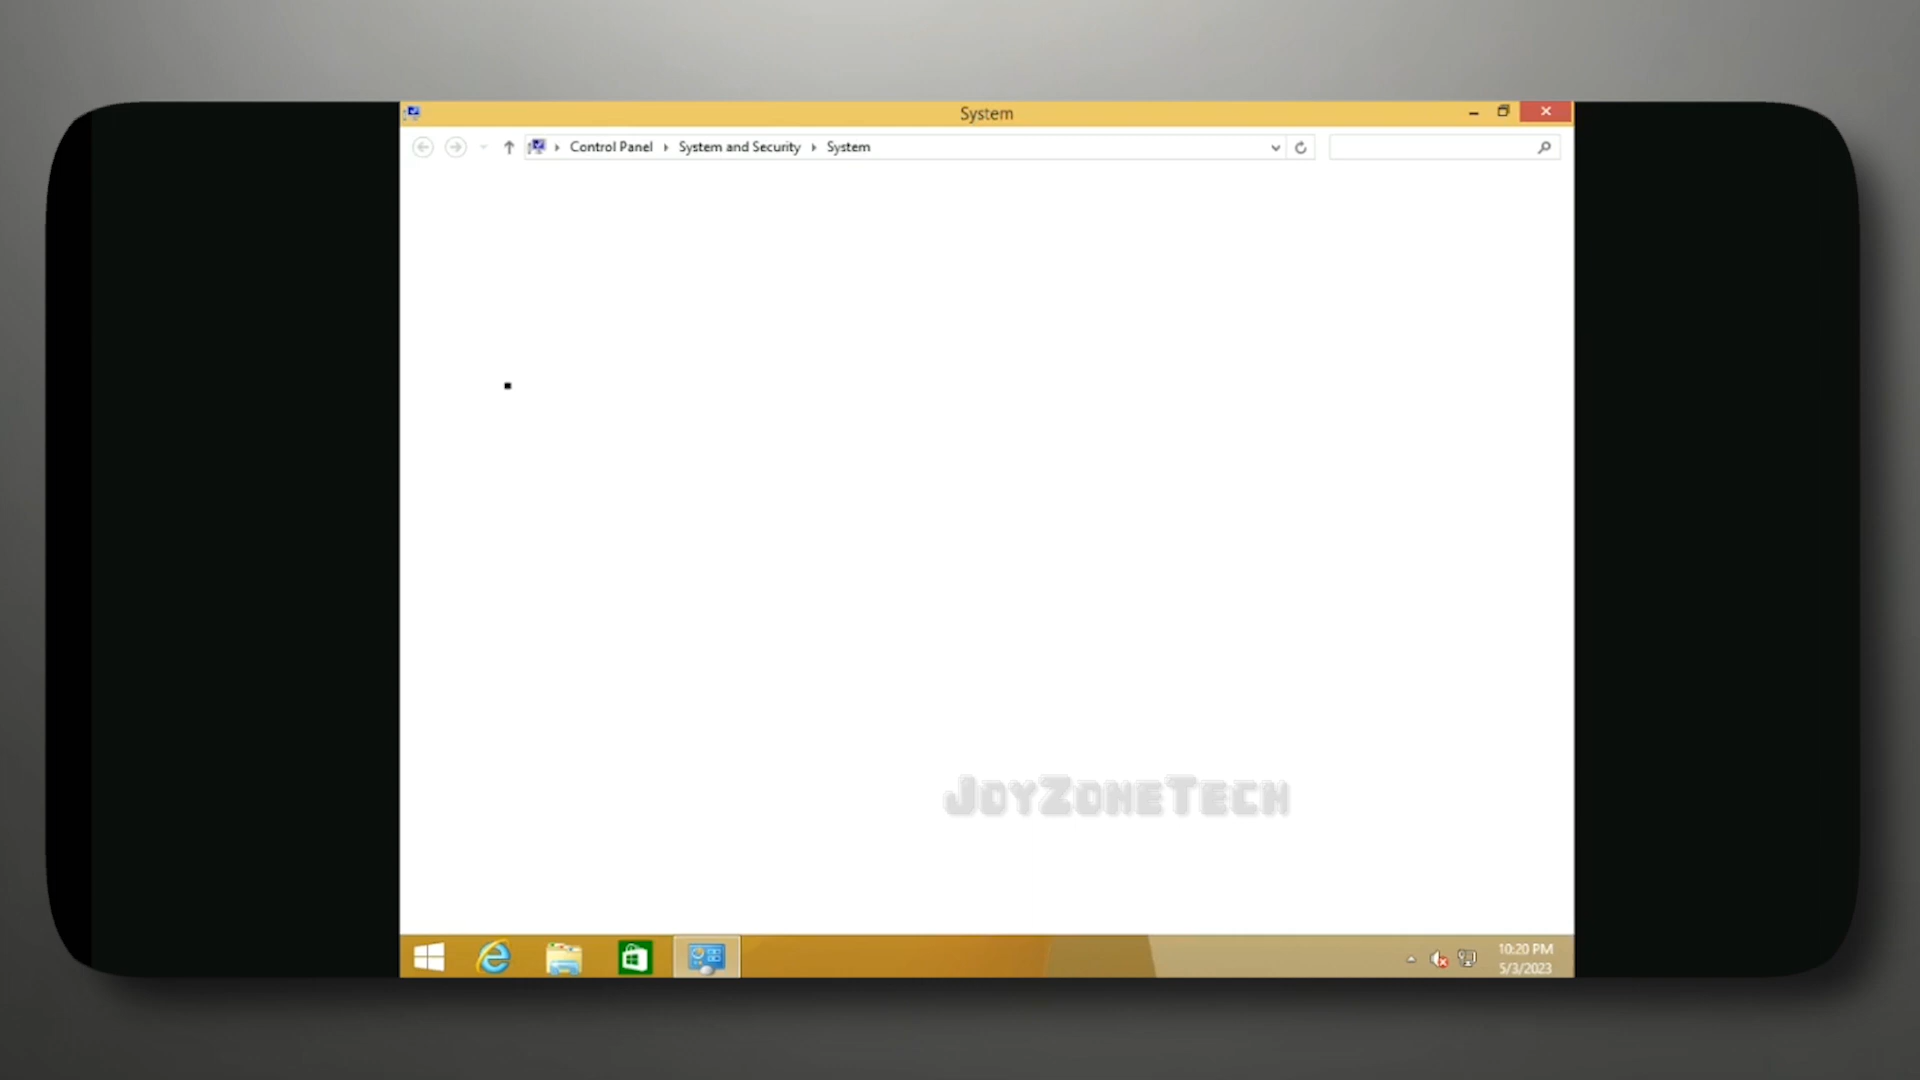 System
Control Panel System and Security System
JoyZoneTech
10:20 PM
5/3/2023